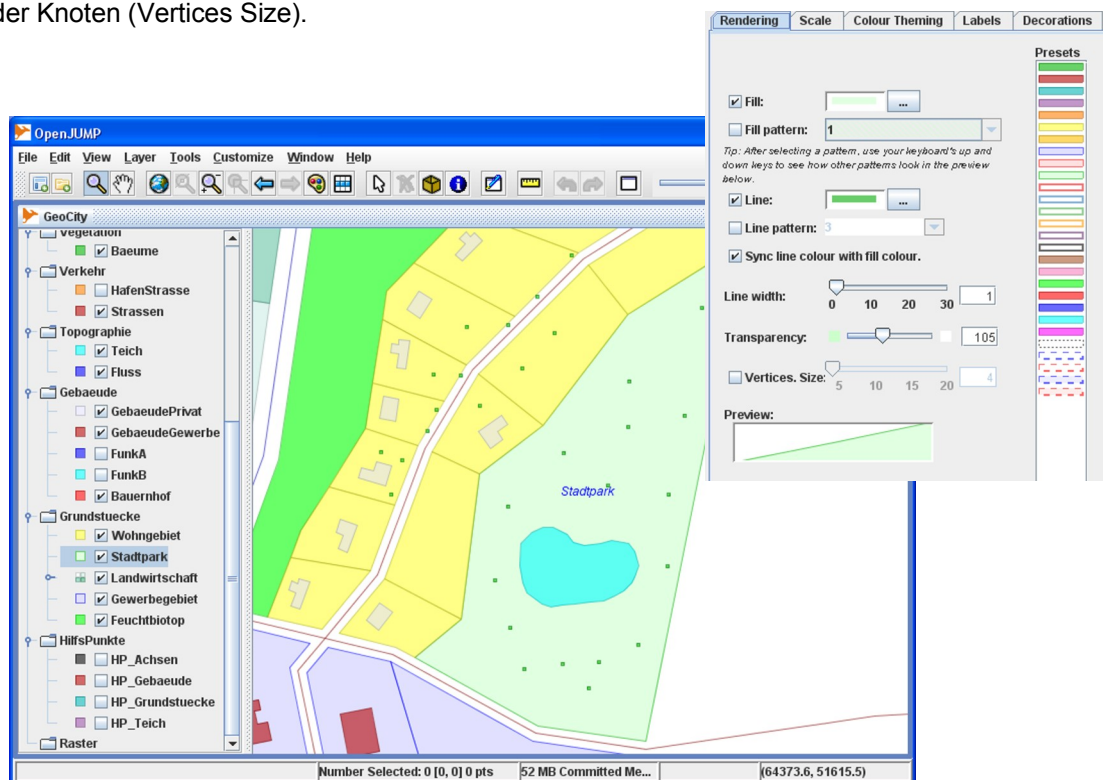 der Knoten (Vertices Size).
Rendering Scale Colour Theming Labels Decorations
Presets
Fill: ...
Fill pattern: 1
Tip: After selecting a pattern, use your keyboard's up and
down keys to see how other patterns look in the preview
below.
Line: ...
Line pattern: 3
Sync line colour with fill colour.
Line width: 0 10 20 30 1
Transparency: 105
Vertices. Size: 5 10 15 20 4
Preview:
OpenJUMP
File Edit View Layer Tools Customize Window Help
GeoCity
Vegetation
Baeume
Verkehr
HafenStrasse
Strassen
Topographie
Teich
Fluss
Gebaeude
GebaeudePrivat
GebaeudeGewerbe
FunkA
FunkB
Bauernhof
Grundstuecke
Wohngebiet
Stadtpark
Landwirtschaft
Gewerbegebiet
Feuchtbiotop
HilfsPunkte
HP_Achsen
HP_Gebaeude
HP_Grundstuecke
HP_Teich
Raster
Stadtpark
Number Selected: 0 [0, 0] 0 pts 52 MB Committed Me... (64373.6, 51615.5)